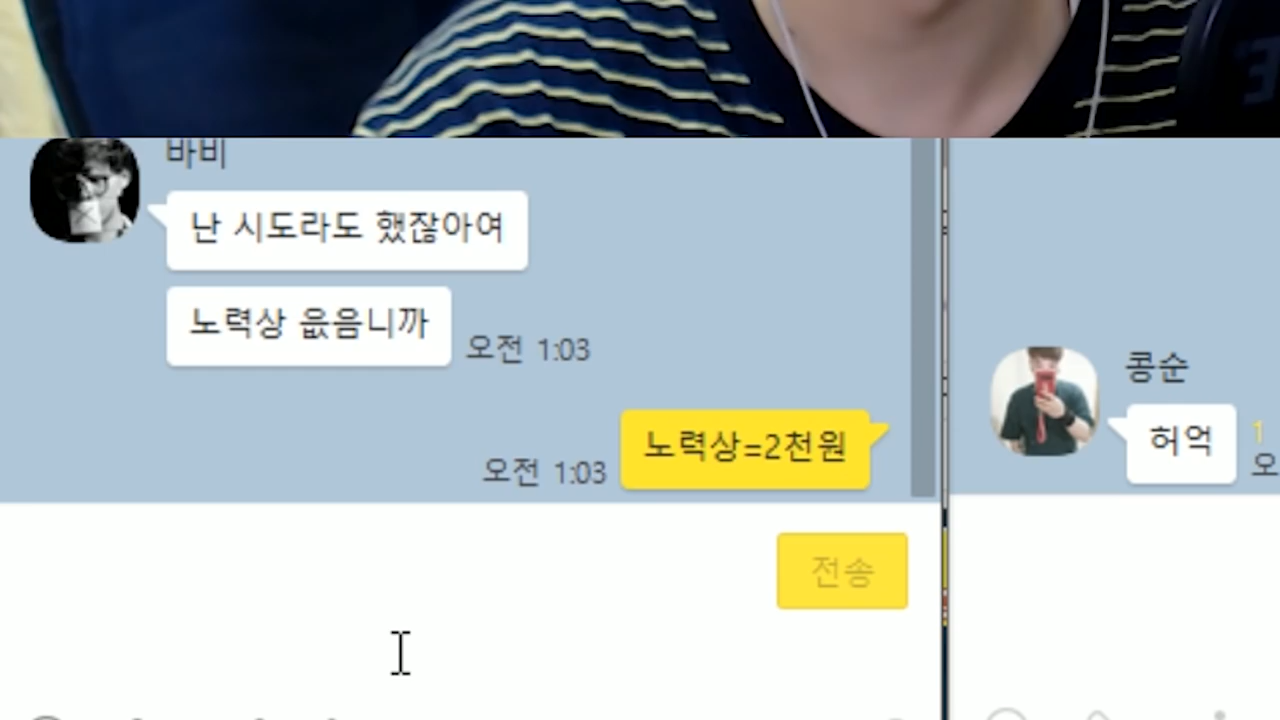 바비
난 시도라도 했잖아여
노력상 읎음니까
오전 1:03
노력상=2천원
오전 1:03
전송
콩순
허억
1
오